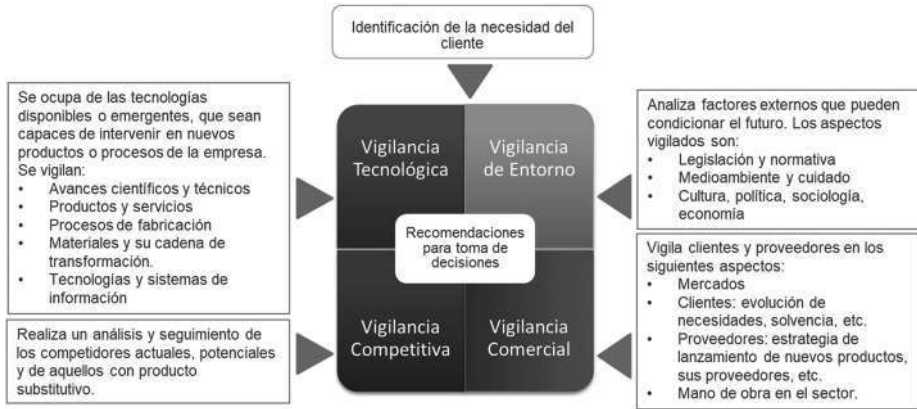 Identificación de la necesidad del
cliente
Se ocupa de las tecnologías
disponibles o emergentes, que sean
capaces de intervenir en nuevos
productos o procesos de la empresa.
Se vigilan:
• Avances científicos y técnicos
• Productos y servicios
• Procesos de fabricación
• Materiales y su cadena de
transformación.
• Tecnologías y sistemas de
información
Realiza un análisis y seguimiento de
los competidores actuales, potenciales
y de aquellos con producto
substitutivo.
Vigilancia
Tecnológica
Vigilancia
de Entorno
Recomendaciones
para toma de
decisiones
Vigilancia
Competitiva
Vigilancia
Comercial
Analiza factores externos que pueden
condicionar el futuro. Los aspectos
vigilados son:
• Legislación y normativa
• Medioambiente y cuidado
• Cultura, política, sociología,
economía
Vigila clientes y proveedores en los
siguientes aspectos:
• Mercados
• Clientes: evolución de
necesidades, solvencia, etc.
• Proveedores: estrategia de
lanzamiento de nuevos productos,
sus proveedores, etc.
• Mano de obra en el sector.